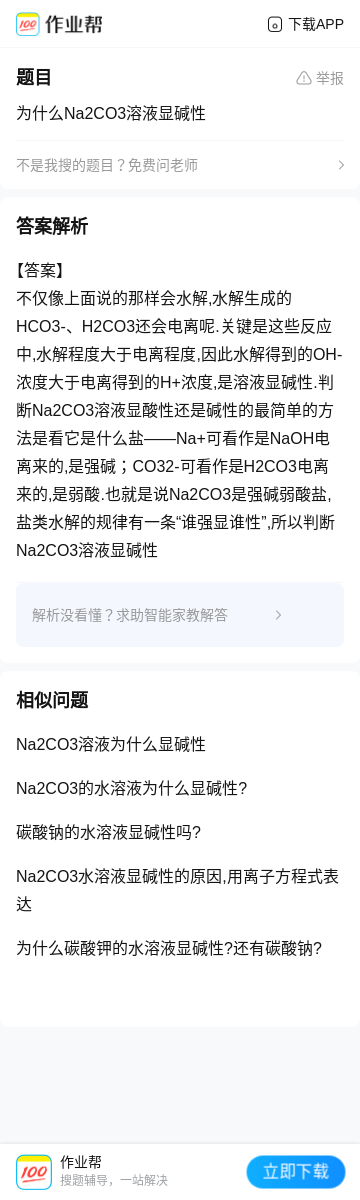 作业帮
下载APP
题目
举报
为什么Na2CO3溶液显碱性
不是我搜的题目？免费问老师
答案解析
【答案】
不仅像上面说的那样会水解,水解生成的
HCO3-、H2CO3还会电离呢.关键是这些反应
中,水解程度大于电离程度,因此水解得到的OH-
浓度大于电离得到的H+浓度,是溶液显碱性.判
断Na2CO3溶液显酸性还是碱性的最简单的方
法是看它是什么盐——Na+可看作是NaOH电
离来的,是强碱；CO32-可看作是H2CO3电离
来的,是弱酸.也就是说Na2CO3是强碱弱酸盐,
盐类水解的规律有一条“谁强显谁性”,所以判断
Na2CO3溶液显碱性
解析没看懂？求助智能家教解答
相似问题
Na2CO3溶液为什么显碱性
Na2CO3的水溶液为什么显碱性?
碳酸钠的水溶液显碱性吗?
Na2CO3水溶液显碱性的原因,用离子方程式表
达
为什么碳酸钾的水溶液显碱性?还有碳酸钠?
100
作业帮
搜题辅导，一站解决
立即下载